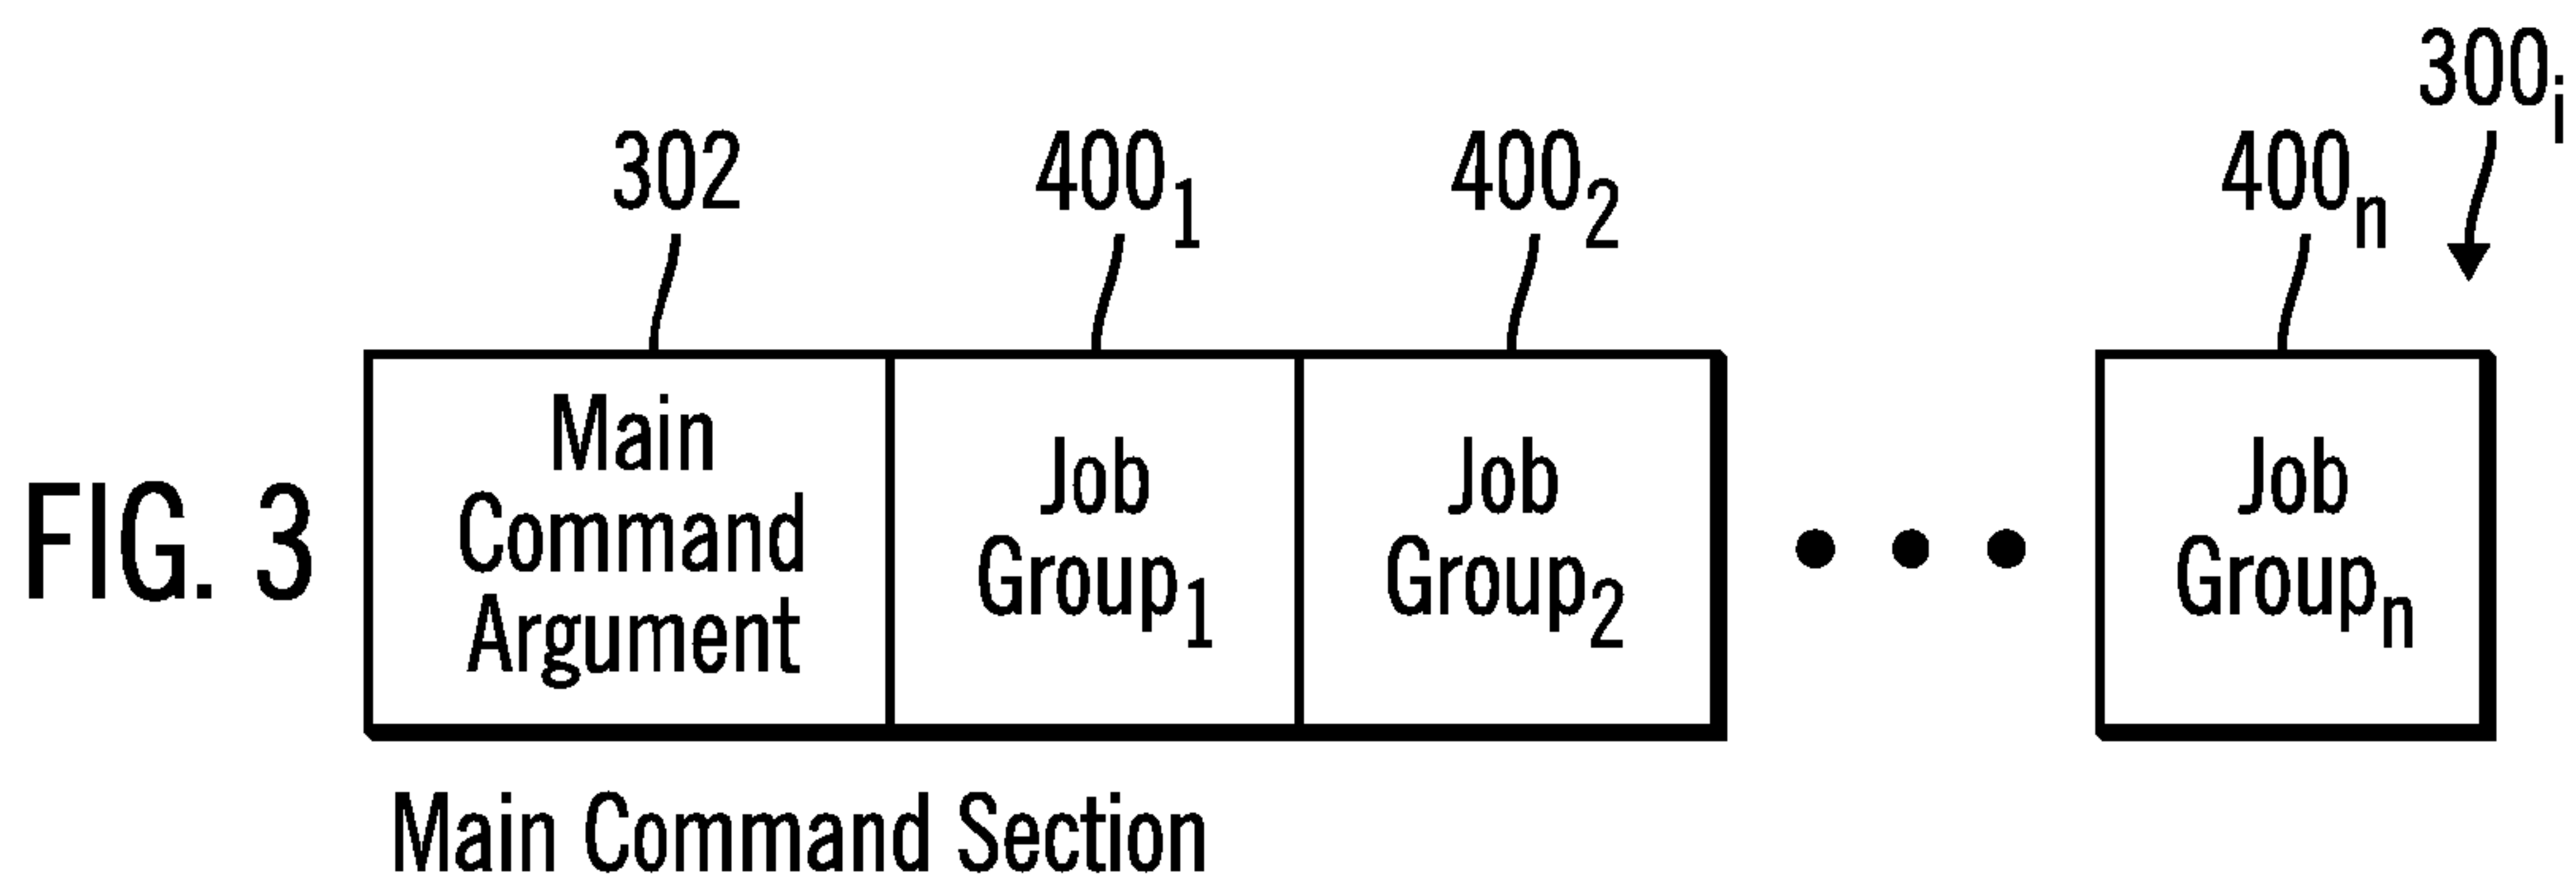 300i
302
4001
4002
400n
FIG. 3
Main
Command
Argument
Job
Group1
Job
Group2
Job
Groupn
Main Command Section